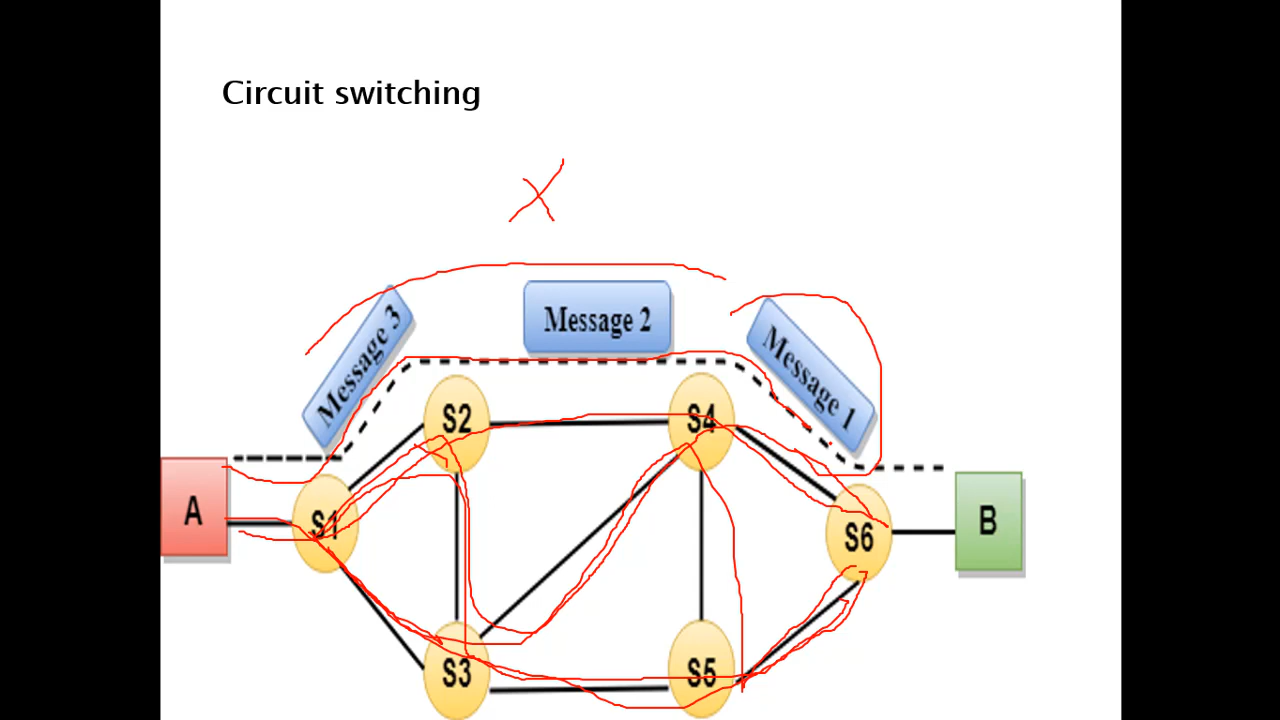 Circuit switching
X
Message 3
Message 2
Message 1
S2
S4
A
S1
S6
B
S3
S5